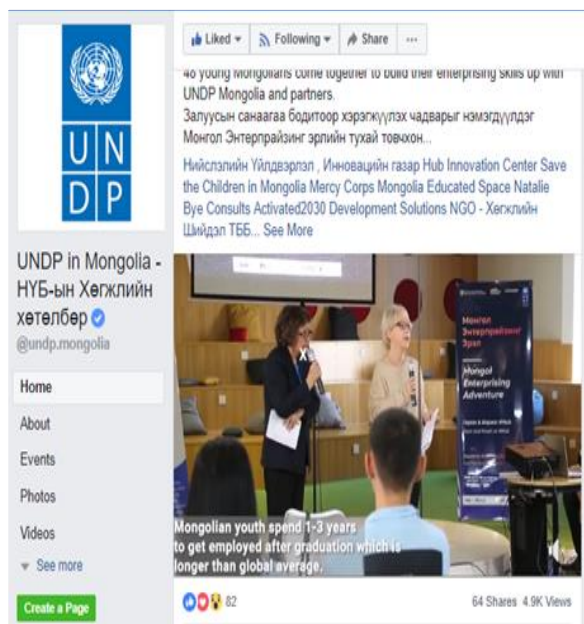 UN
DP
UNDP in Mongolia -
НҮБ-ын Хөгжлийн
хөтөлбөр
@undp.mongolia
Home
About
Events
Photos
Videos
See more
Create a Page
Liked
Following
Share
48 young Mongolians come together to build their enterprising skills up with
UNDP Mongolia and partners.
Залуусын санаагаа бодитоор хэрэгжүүлэх чадварыг нэмэгдүүлдэг
Монгол Энтерпрайзинг эрлийн тухай товчхон...
Нийслэлийн Үйлдвэрлэл , Инновацийн газар Hub Innovation Center Save
the Children in Mongolia Mercy Corps Mongolia Educated Space Natalie
Bye Consults Activated2030 Development Solutions NGO - Хөгжлийн
Шийдэл ТББ... See More
Монгол
Энтерпрайзинг
Эрэл
Mongol
Enterprising
Adventure
Mongolian youth spend 1-3 years
to get employed after graduation which is
longer than global average.
82
64 Shares 4.9K Views